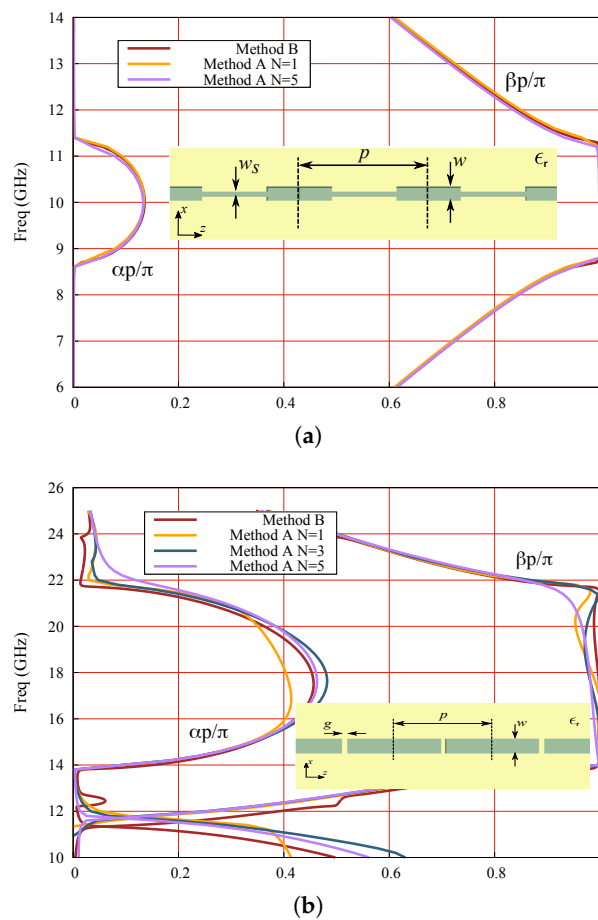 14
13
12
11
10
9
8
7
6
Freq (GHz)
Method B
Method A N=1
Method A N=5
βp/π
αp/π
w_s
p
w
ϵ_r
x
z
0
0.2
0.4
0.6
0.8
(a)
26
24
22
20
18
16
14
12
10
Freq (GHz)
Method B
Method A N=1
Method A N=3
Method A N=5
βp/π
αp/π
g
p
w
ϵ_r
x
z
0
0.2
0.4
0.6
0.8
(b)